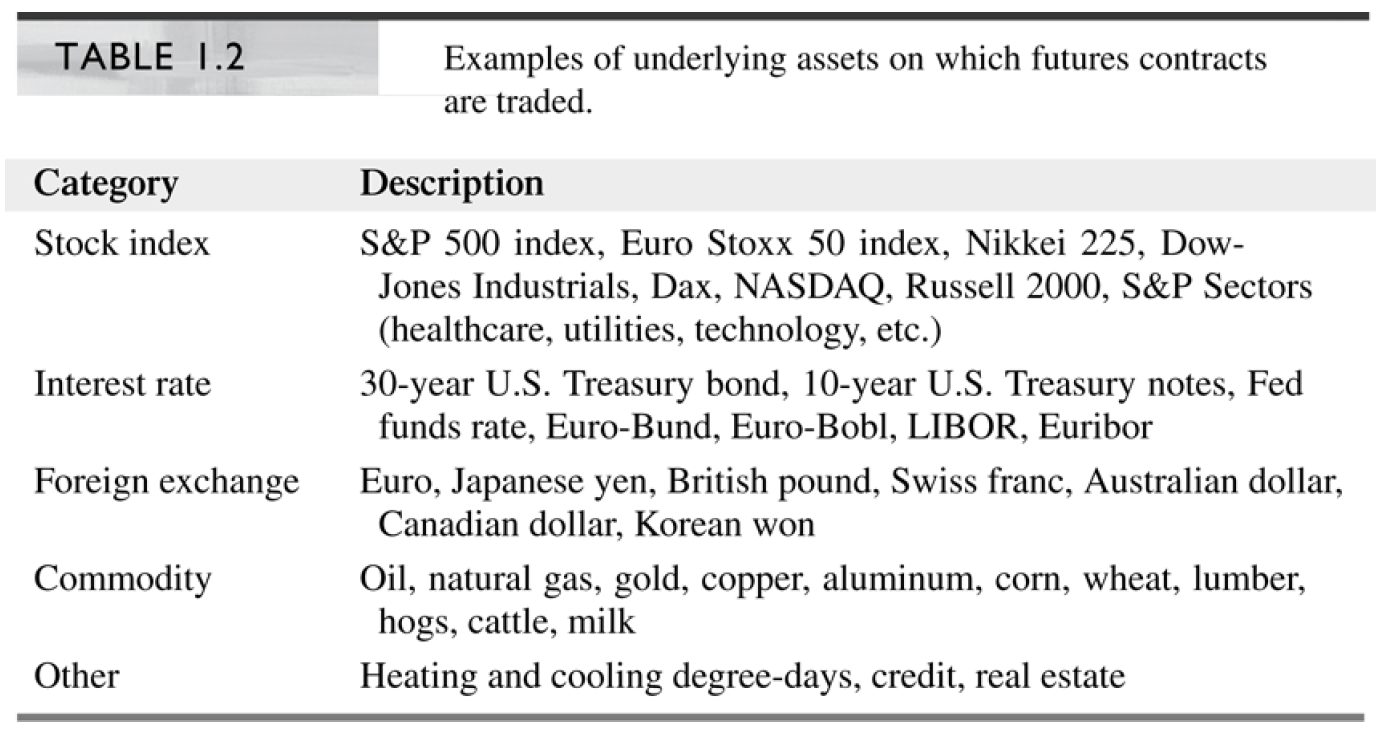 TABLE 1.2
Examples of underlying assets on which futures contracts
are traded.
Category Description
Stock index S&P 500 index, Euro Stoxx 50 index, Nikkei 225, Dow-
Jones Industrials, Dax, NASDAQ, Russell 2000, S&P Sectors
(healthcare, utilities, technology, etc.)
Interest rate 30-year U.S. Treasury bond, 10-year U.S. Treasury notes, Fed
funds rate, Euro-Bund, Euro-Bobl, LIBOR, Euribor
Foreign exchange Euro, Japanese yen, British pound, Swiss franc, Australian dollar,
Canadian dollar, Korean won
Commodity Oil, natural gas, gold, copper, aluminum, corn, wheat, lumber,
hogs, cattle, milk
Other Heating and cooling degree-days, credit, real estate